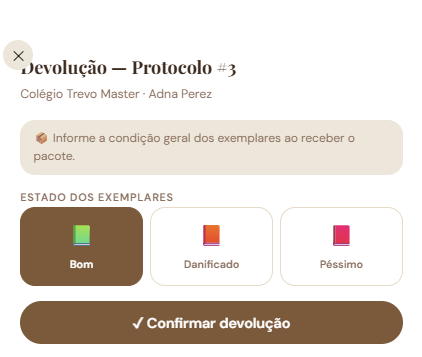 Devolução — Protocolo #3
Colégio Trevo Master · Adna Perez
Informe a condição geral dos exemplares ao receber o
pacote.
ESTADO DOS EXEMPLARES
Bom
Danificado
Péssimo
✓ Confirmar devolução